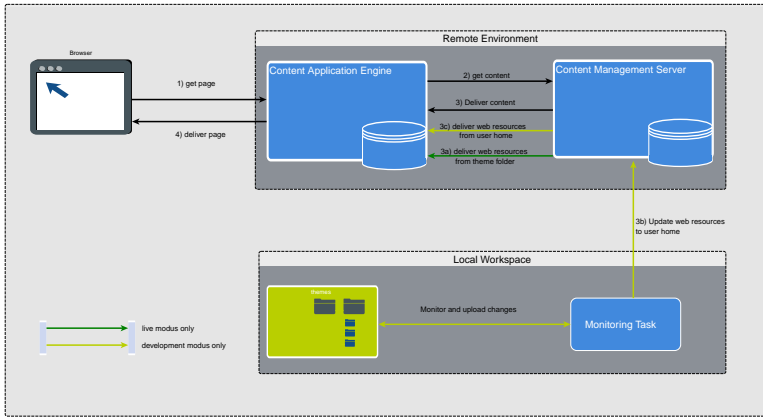 Remote Environment
Browser
Content Application Engine
Content Management Server
1) get page
2) get content
3) Deliver content
4) deliver page
3c) deliver web resources
from user home
3a) deliver web resources
from theme folder
3b) Update web resources
to user home
Local Workspace
themes
Monitor and upload changes
Monitoring Task
live modus only
development modus only